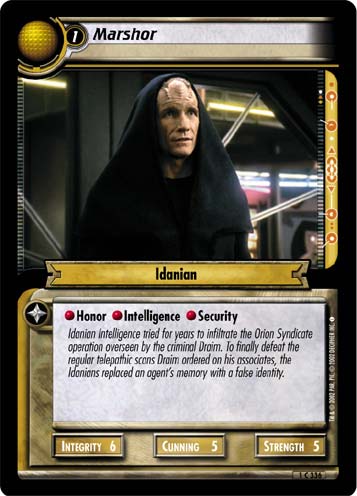 1 Marshor
Idanian
Honor Intelligence Security
Idanian Intelligence tried for years to infiltrate the Orion Syndicate
operation overseen by the criminal Draim. To finally defeat the
regular telepathic scans Draim ordered on his associates, the
Idanians replaced an agent's memory with a false identity.
INTEGRITY 6 CUNNING 5 STRENGTH 5
1 C 336